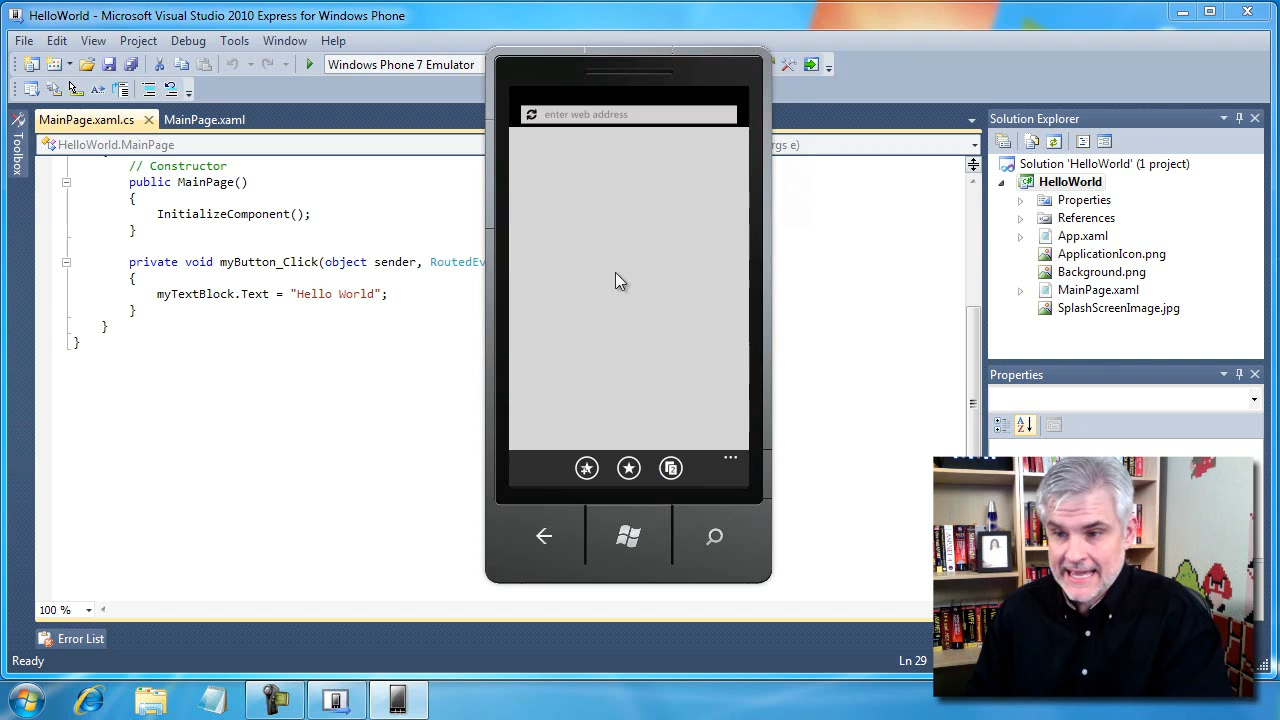 HelloWorld - Microsoft Visual Studio 2010 Express for Windows Phone
File Edit View Project Debug Tools Window Help
Windows Phone 7 Emulator
MainPage.xaml.cs MainPage.xaml
HelloWorld.MainPage
gs e)
// Constructor
public MainPage()
{
InitializeComponent();
}
private void myButton_Click(object sender, RoutedEv
{
myTextBlock.Text = "Hello World";
}
}
}
100 %
Error List
Ready
Ln 29
Toolbox
enter web address
2
Solution Explorer
Solution 'HelloWorld' (1 project)
HelloWorld
Properties
References
App.xaml
ApplicationIcon.png
Background.png
MainPage.xaml
SplashScreenImage.jpg
Properties